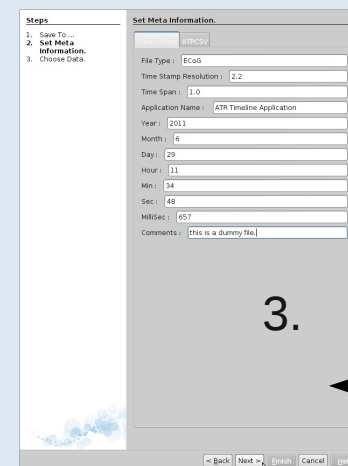 Steps
1. Save To ...
2. Set Meta
Information.
3. Choose Data.
Set Meta Information.
ATRCSV
File Type : ECoG
Time Stamp Resolution : 2.2
Time Span : 1.0
Application Name : ATR Timeline Application
Year : 2011
Month : 6
Day : 29
Hour : 11
Min : 34
Sec : 48
MilliSec : 657
Comments : this is a dummy file.
3.
< Back Next > Finish Cancel